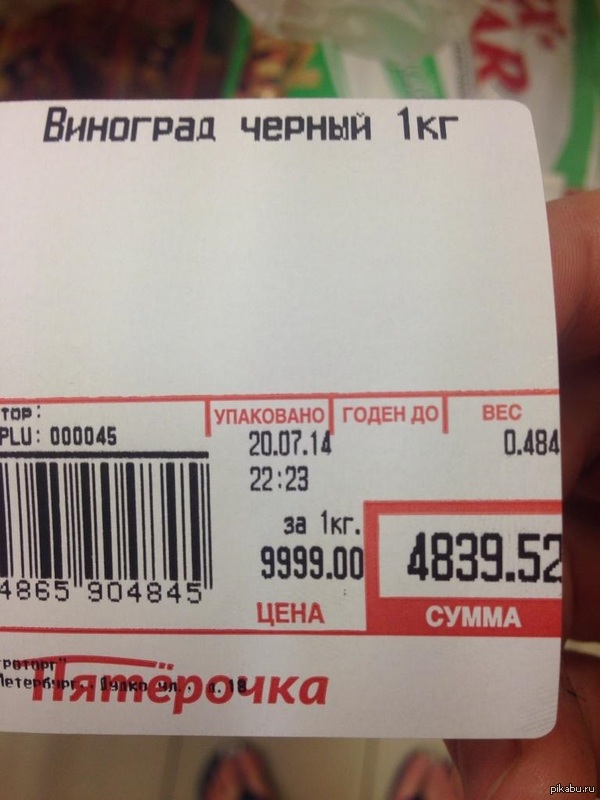 Виноград черный 1кг
тор:
PLU: 000045
УПАКОВАНО
ГОДЕН ДО
ВЕС
20.07.14
0.484
22:23
за 1кг.
9999.00
4839.52
4865 904845
ЦЕНА
СУММА
Пятёрочка
pikabu.ru